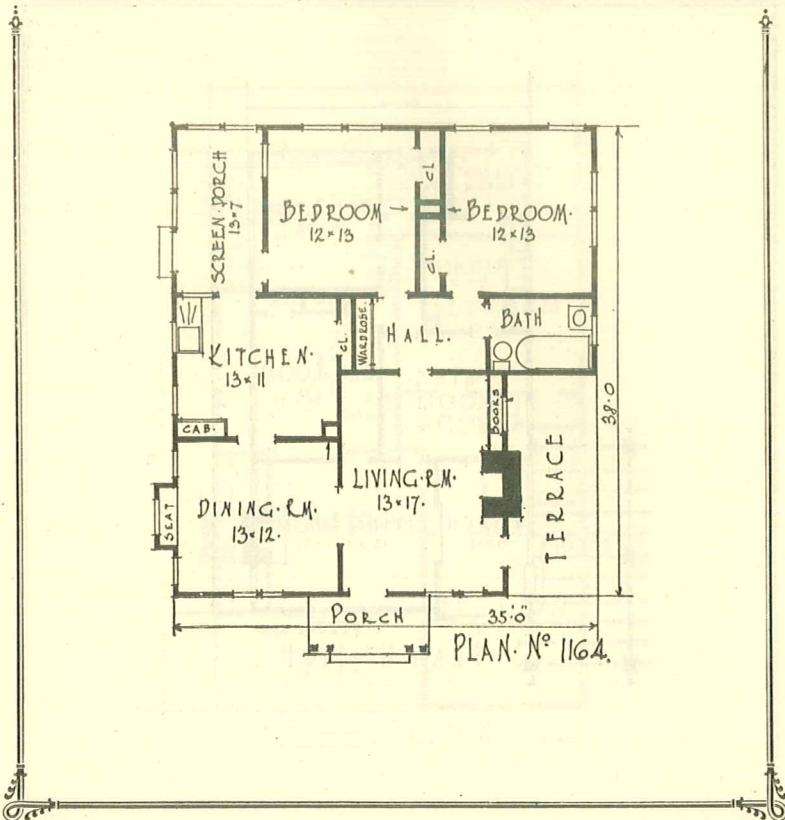 SCREEN·PORCH
13×7
BEDROOM
12×13
CL.
CL.
BEDROOM·
12×13
KITCHEN·
13×11
CL.
WARDROBE.
HALL.
BATH
CAB.
BOOKS
38·0
SEAT
DINING·RM.
13×12.
LIVING·RM.
13×17.
TERRACE
PORCH
35'0"
PLAN· Nº 1164.